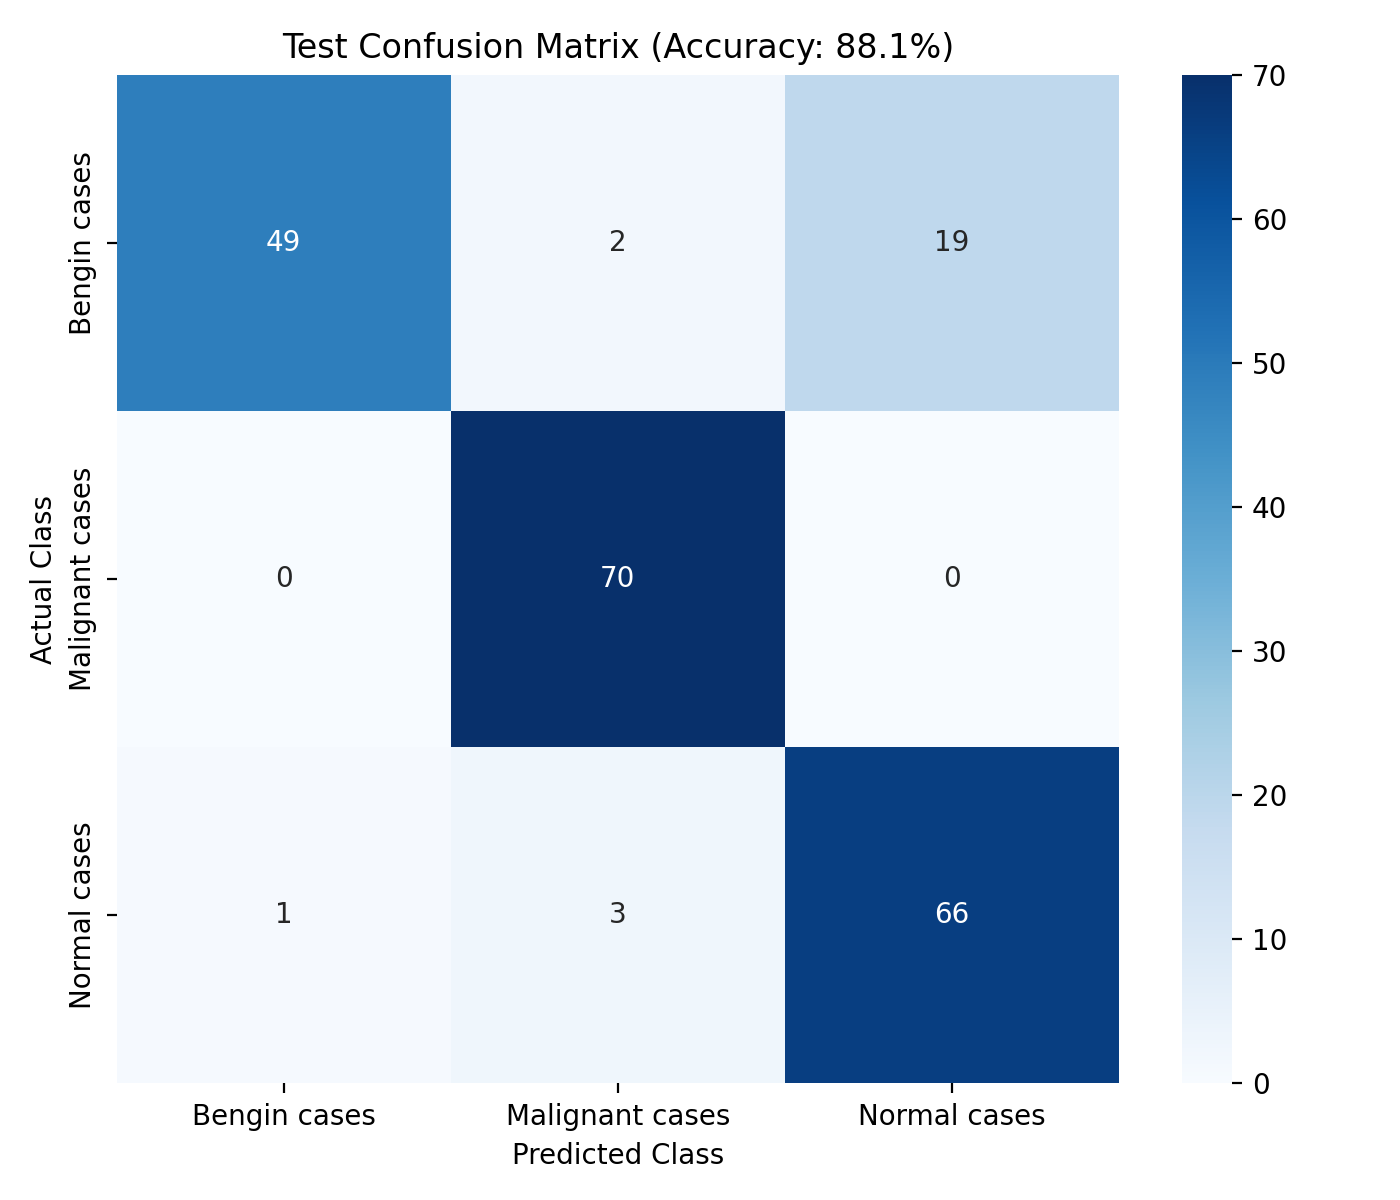 Test Confusion Matrix (Accuracy: 88.1%)
Actual Class
Bengin cases
49
2
19
Malignant cases
0
70
0
Normal cases
1
3
66
Bengin cases
Malignant cases
Normal cases
Predicted Class
70
60
50
40
30
20
10
0